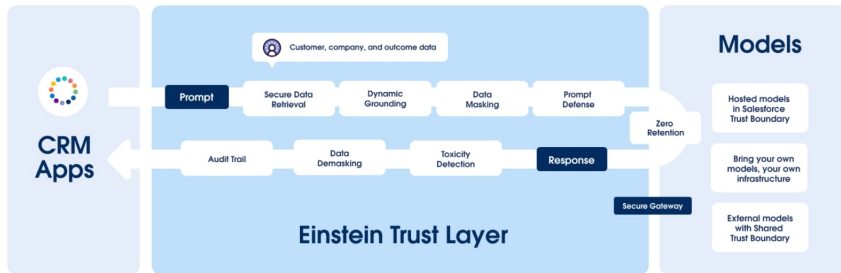 Customer, company, and outcome data
Models
CRM
Apps
Prompt
Secure Data
Retrieval
Dynamic
Grounding
Data
Masking
Prompt
Defense
Zero
Retention
Audit Trail
Data
Demasking
Toxicity
Detection
Response
Secure Gateway
Einstein Trust Layer
Hosted models
in Salesforce
Trust Boundary
Bring your own
models, your own
infrastructure
External models
with Shared
Trust Boundary